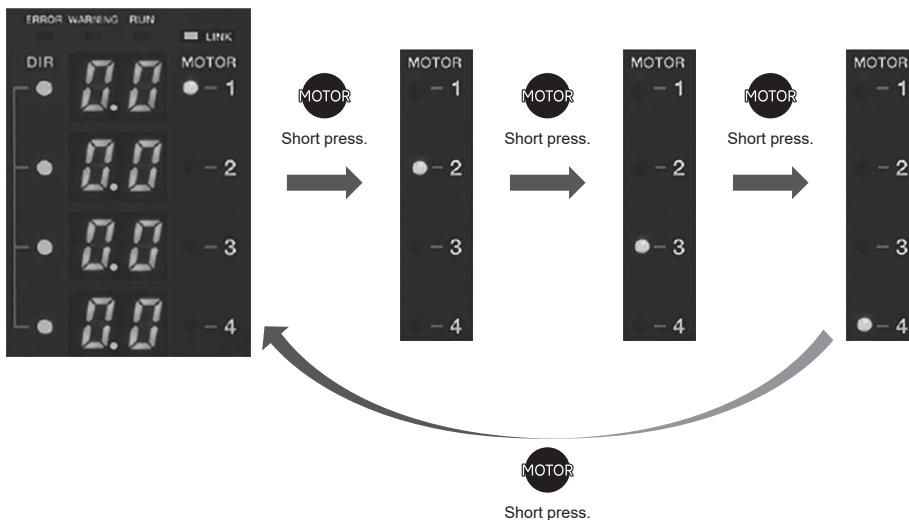 ERROR WARNING RUN
LINK
DIR MOTOR
0.0 1
0.0 2
0.0 3
0.0 4
MOTOR
Short press.
MOTOR
1
2
3
4
MOTOR
Short press.
MOTOR
1
2
3
4
MOTOR
Short press.
MOTOR
1
2
3
4
MOTOR
Short press.